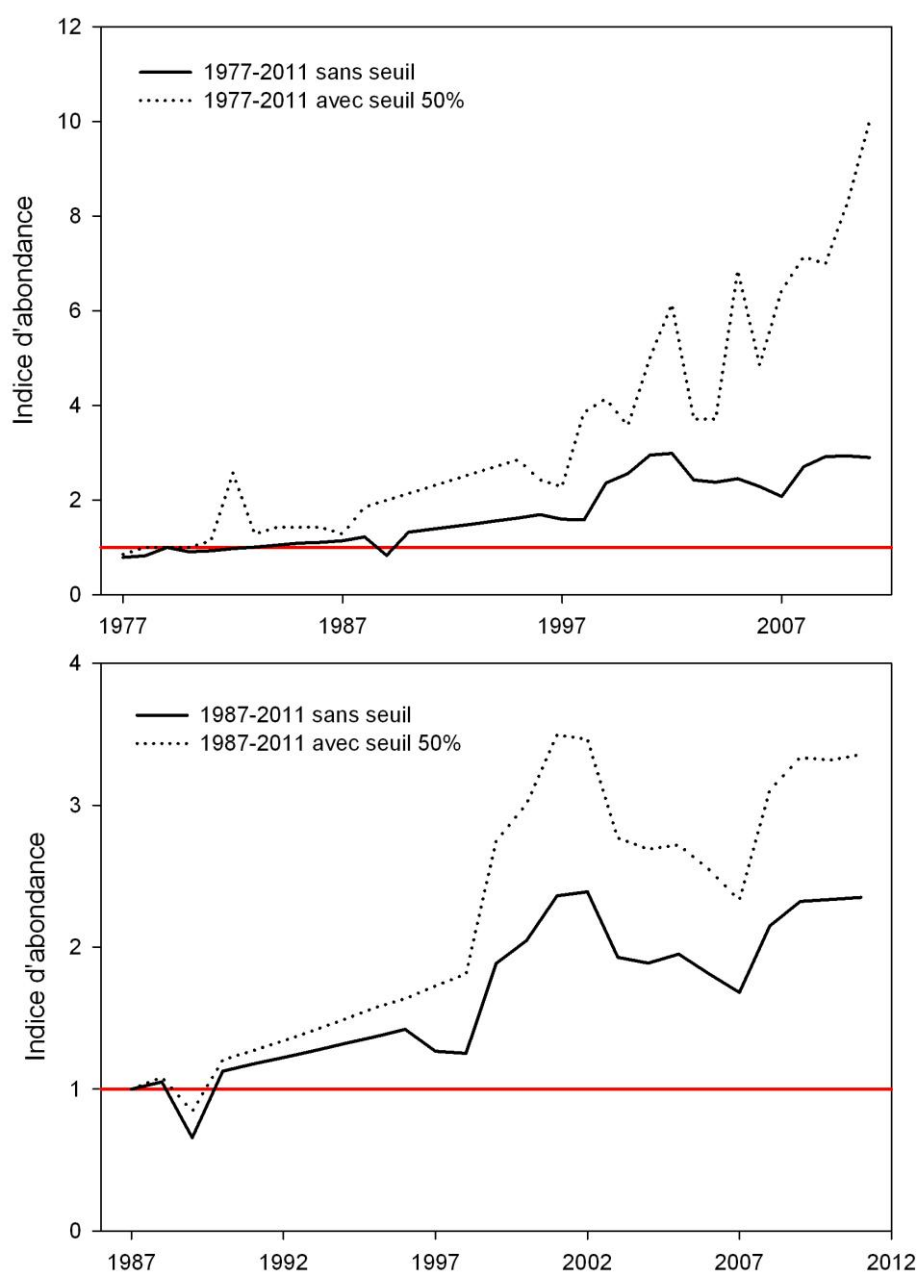 12
1977-2011 sans seuil
1977-2011 avec seuil 50%
10
8
6
4
2
0
Indice d'abondance
1977 1987 1997 2007
4
1987-2011 sans seuil
1987-2011 avec seuil 50%
3
2
1
0
Indice d'abondance
1987 1992 1997 2002 2007 2012